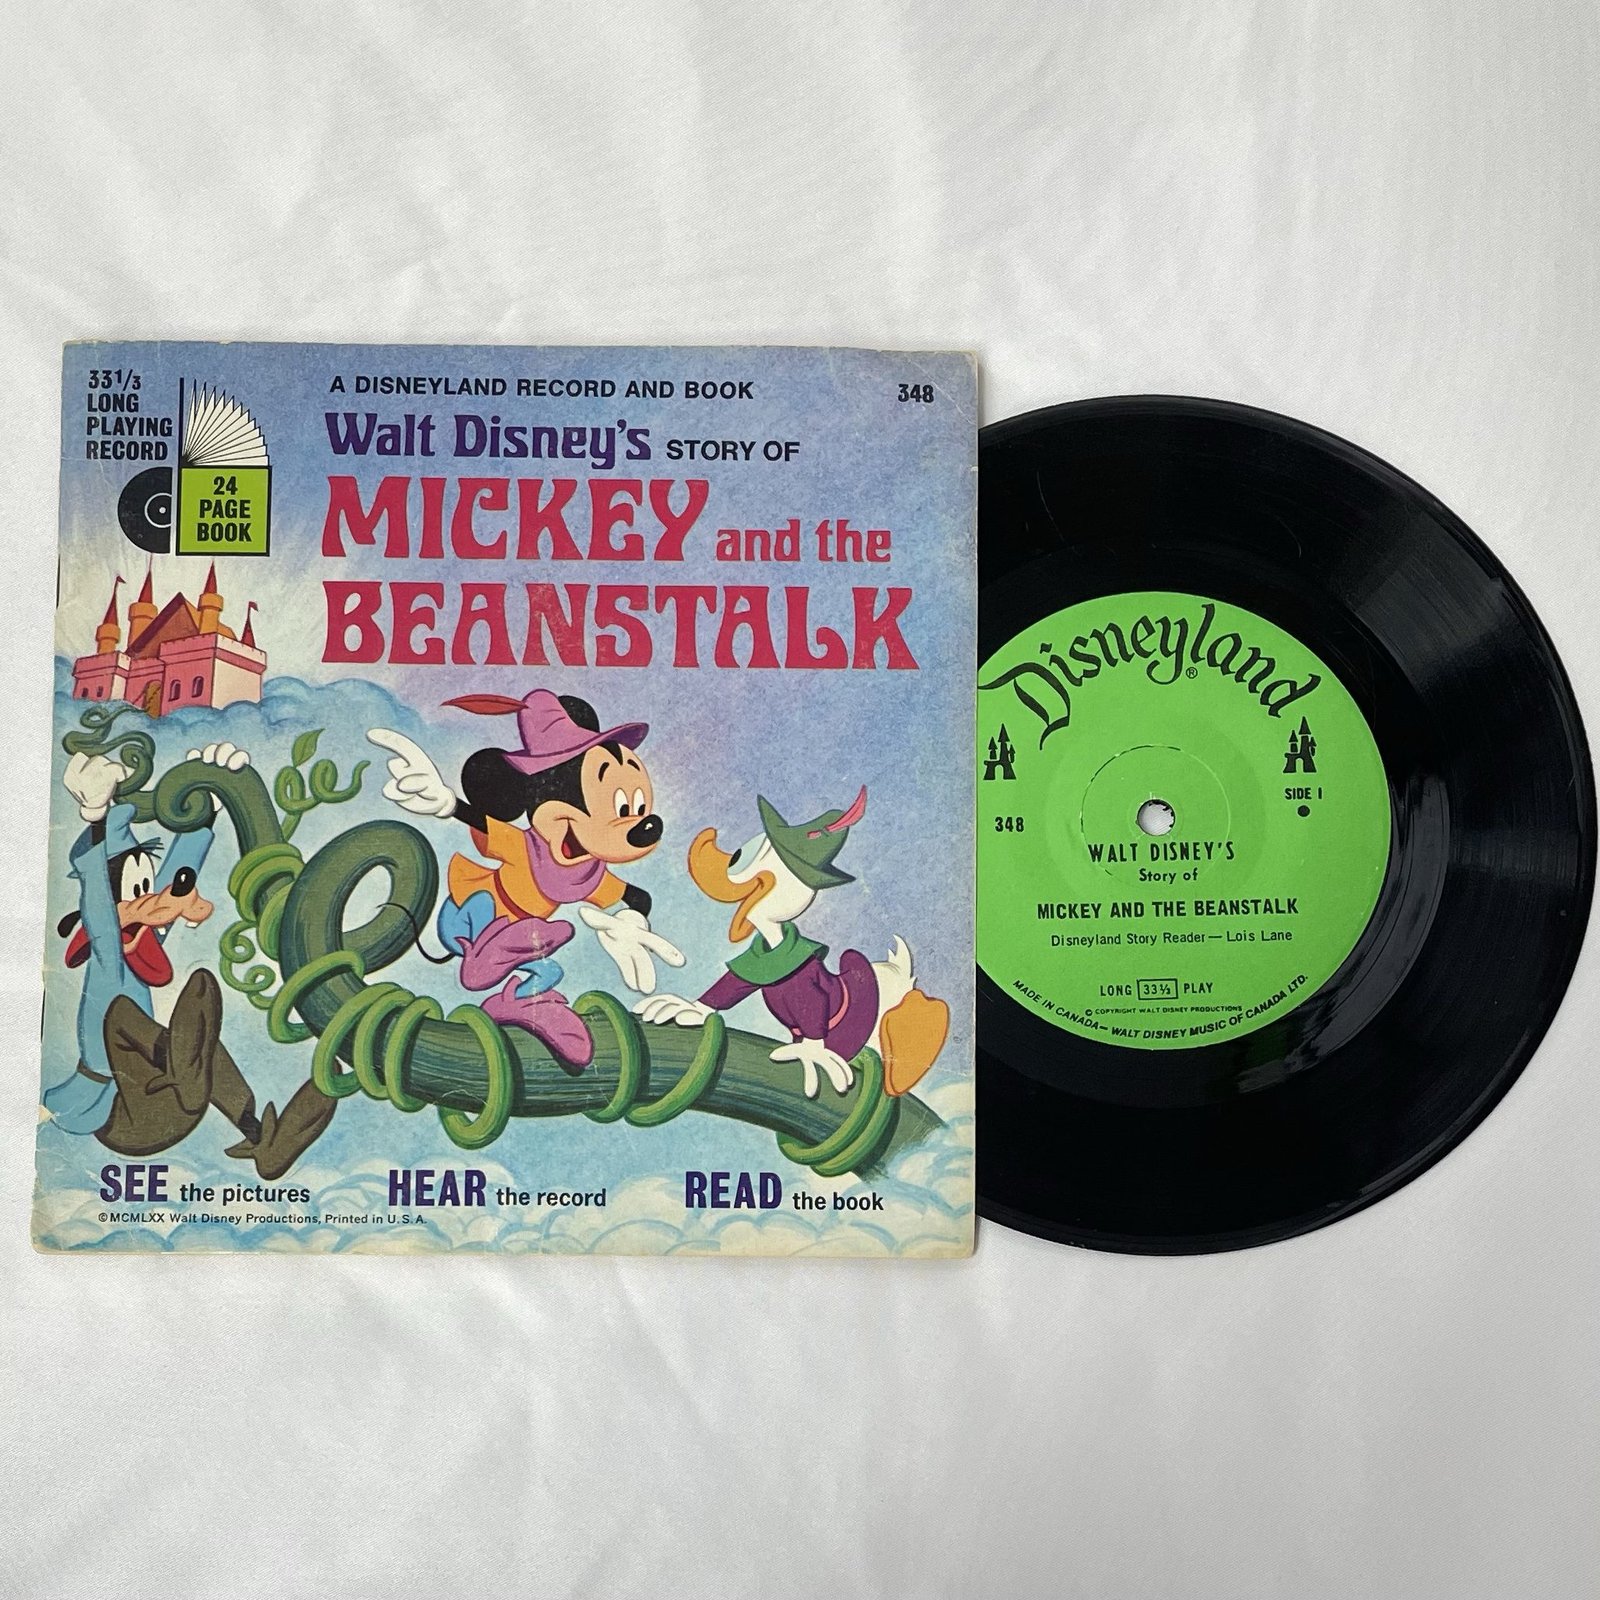 33 1/3
LONG
PLAYING
RECORD
24
PAGE
BOOK
A DISNEYLAND RECORD AND BOOK
348
Walt Disney's STORY OF
MICKEY and the
BEANSTALK
SEE the pictures
HEAR the record
READ the book
©MCMLXX Walt Disney Productions, Printed in U.S.A.
Disneyland®
SIDE 1
348
WALT DISNEY'S
Story of
MICKEY AND THE BEANSTALK
Disneyland Story Reader — Lois Lane
LONG 33⅓ PLAY
© COPYRIGHT WALT DISNEY PRODUCTIONS
MADE IN CANADA — WALT DISNEY MUSIC OF CANADA LTD.